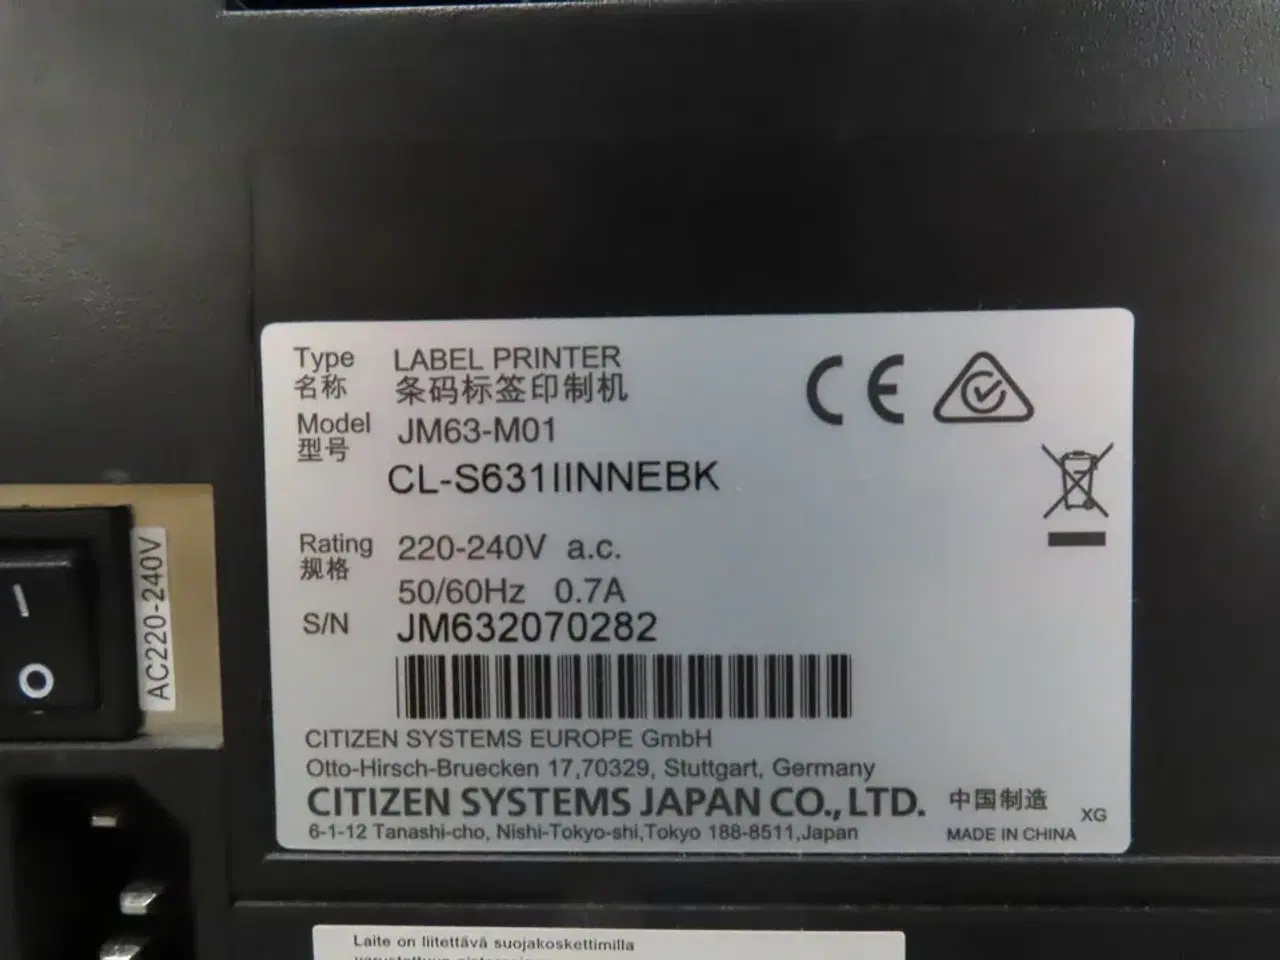 Type LABEL PRINTER
名称 条码标签印制机
Model JM63-M01
型号
CL-S631IINNEBK
Rating 220-240V a.c.
规格
50/60Hz 0.7A
S/N JM632070282
CITIZEN SYSTEMS EUROPE GmbH
Otto-Hirsch-Bruecken 17,70329, Stuttgart, Germany
CITIZEN SYSTEMS JAPAN CO., LTD.
6-1-12 Tanashi-cho, Nishi-Tokyo-shi,Tokyo 188-8511,Japan
中国制造
XG
MADE IN CHINA
CE
AC220-240V
I
O
Laite on liitettävä suojakoskettimilla